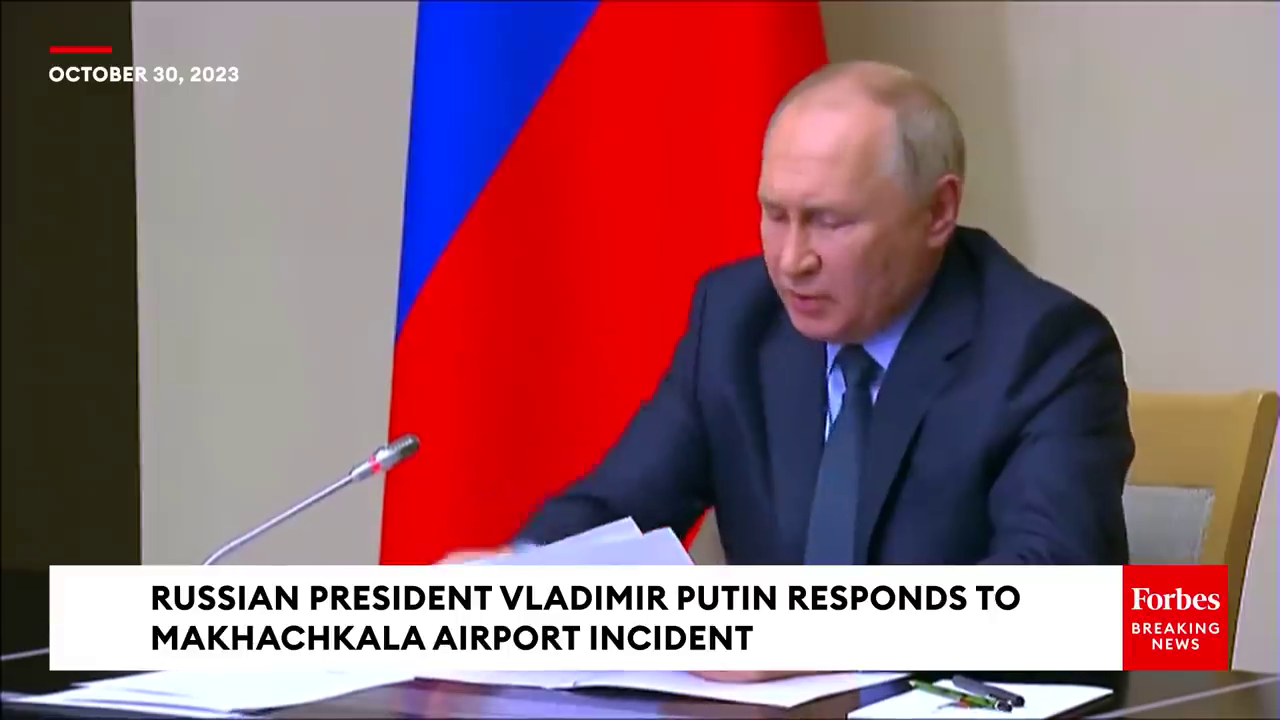 OCTOBER 30, 2023
RUSSIAN PRESIDENT VLADIMIR PUTIN RESPONDS TO
MAKHACHKALA AIRPORT INCIDENT
Forbes
BREAKING
NEWS